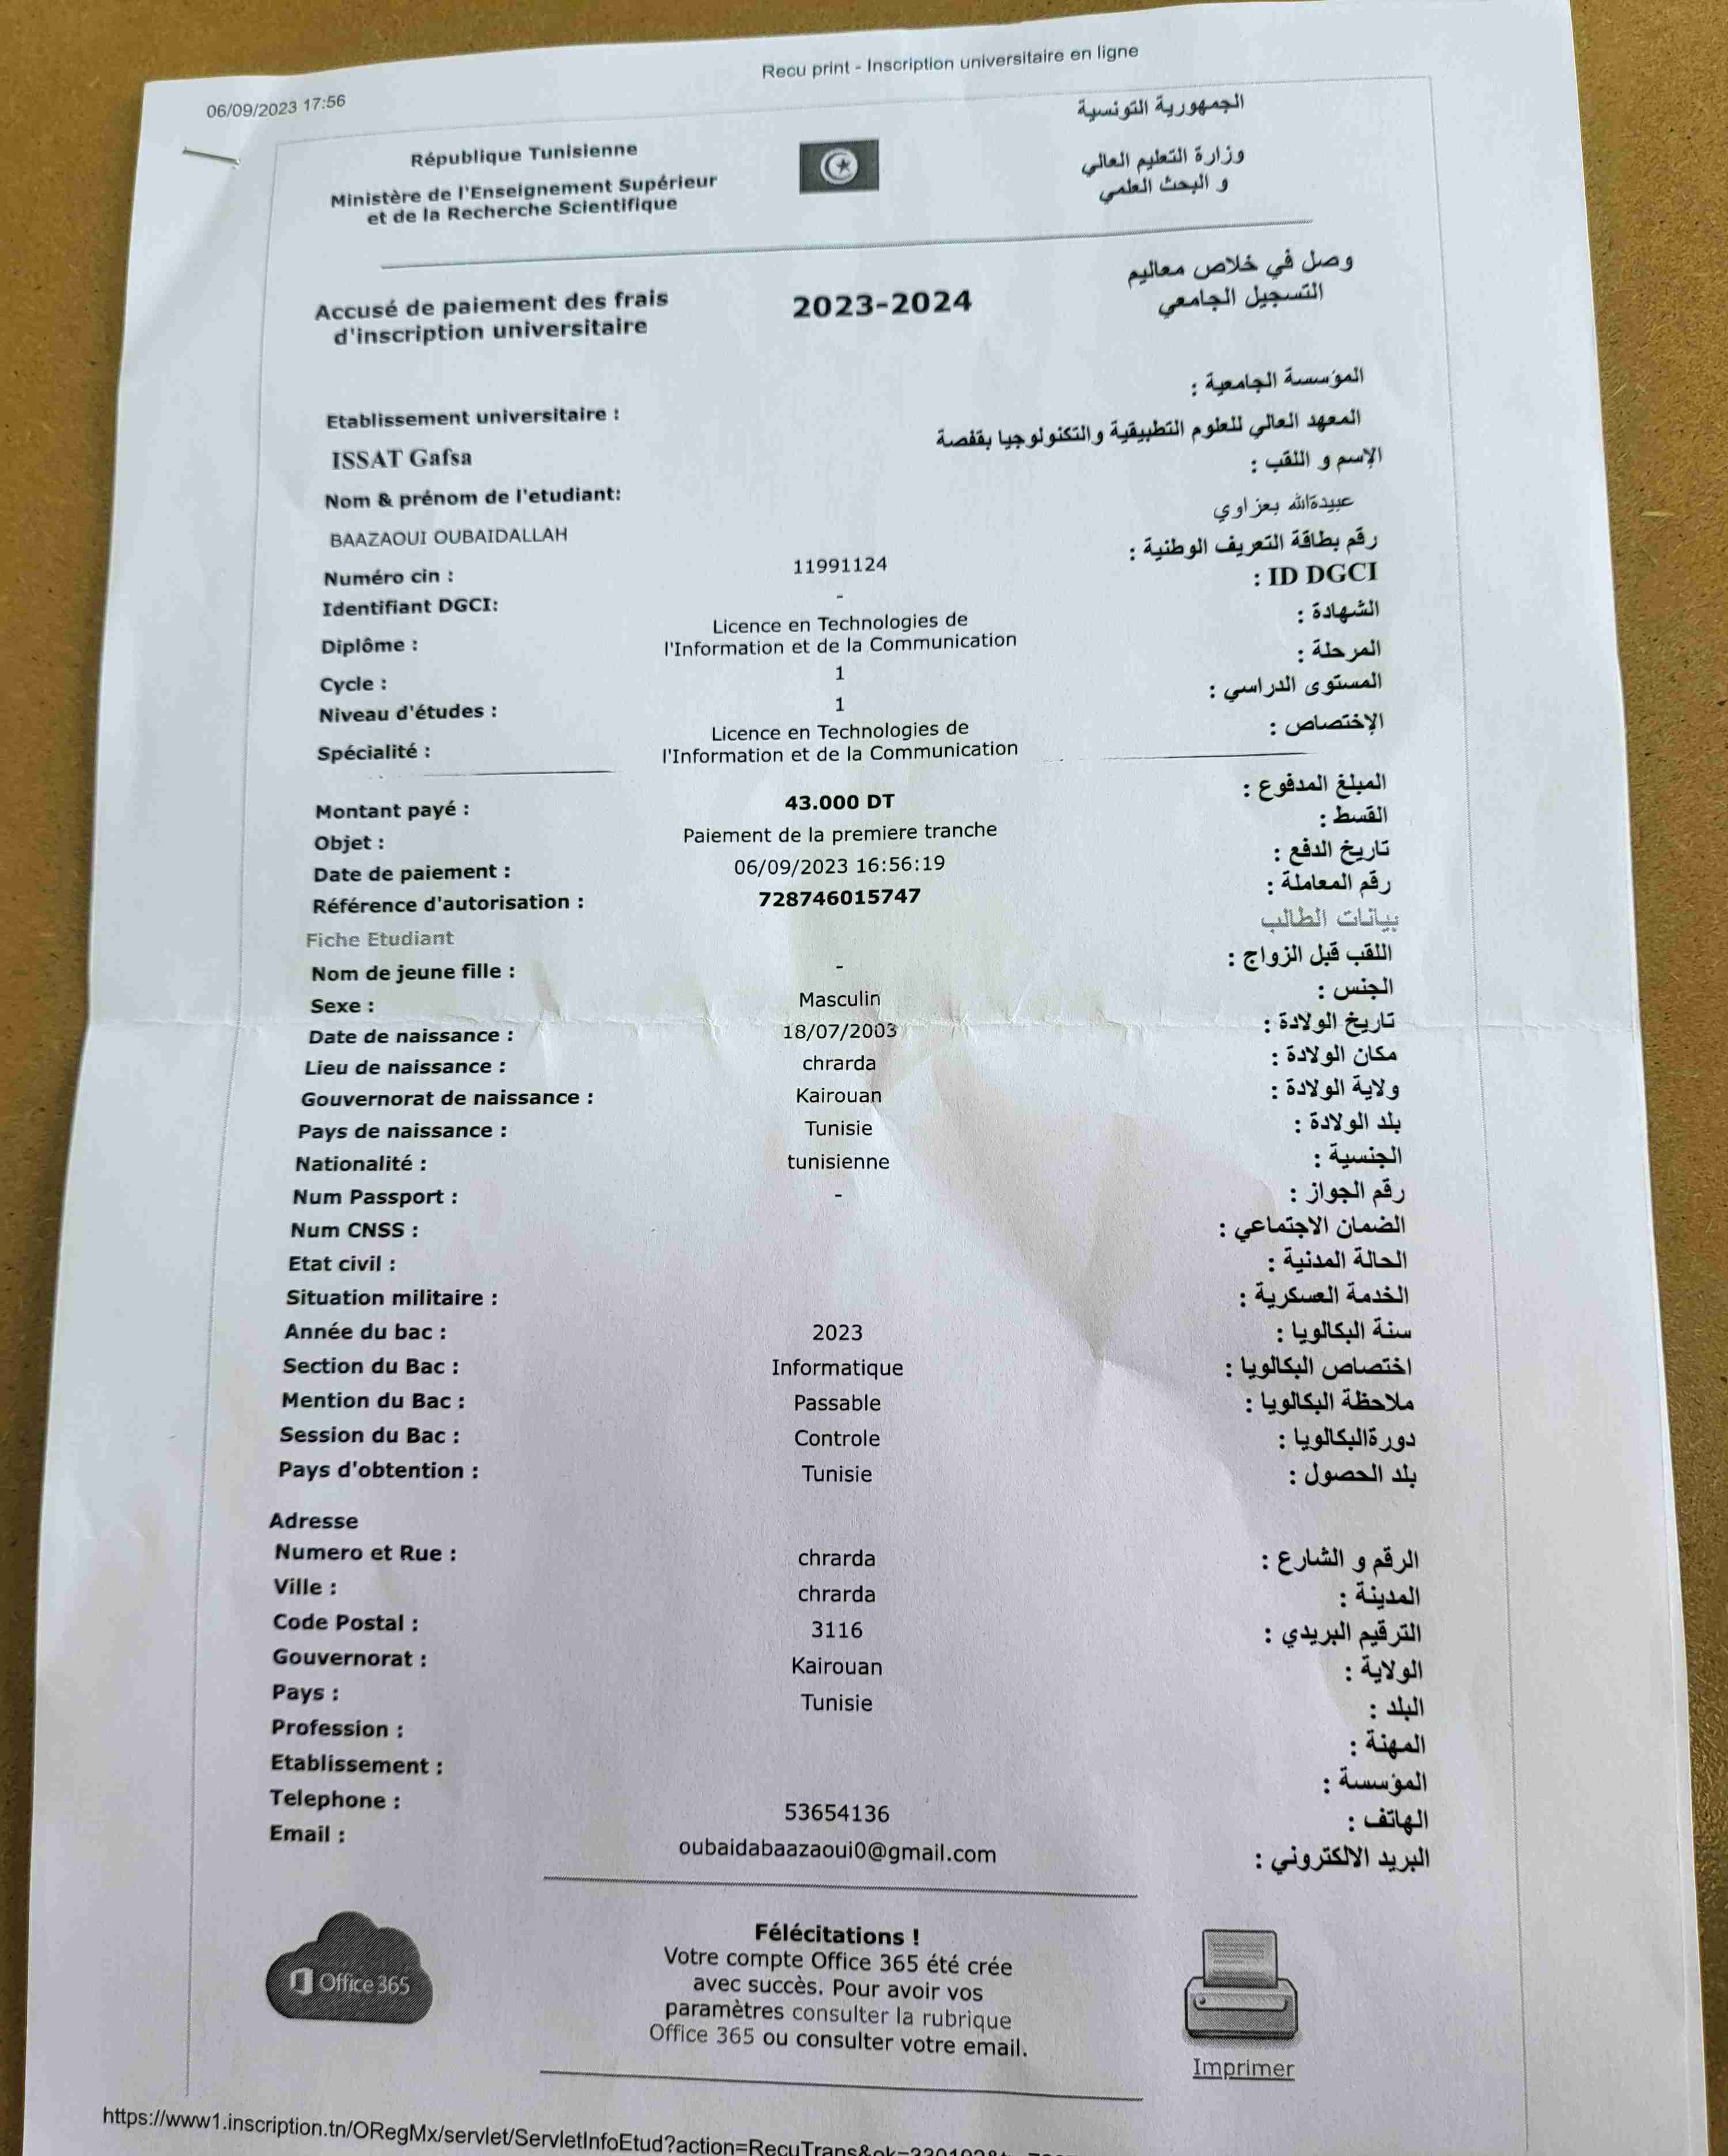 06/09/2023 17:56
Recu print - Inscription universitaire en ligne
République Tunisienne
الجمهورية التونسية
Ministère de l'Enseignement Supérieur
et de la Recherche Scientifique
وزارة التعليم العالي
و البحث العلمي
Accusé de paiement des frais
d'inscription universitaire
2023-2024
وصل في خلاص معاليم
التسجيل الجامعي
Etablissement universitaire :
المؤسسة الجامعية :
ISSAT Gafsa
المعهد العالي للعلوم التطبيقية والتكنولوجيا بقفصة
Nom & prénom de l'etudiant:
الإسم و اللقب :
BAAZAOUI OUBAIDALLAH
عبيدةالله بعزاوي
Numéro cin : 11991124 رقم بطاقة التعريف الوطنية :
Identifiant DGCI: - ID DGCI :
Diplôme : Licence en Technologies de
l'Information et de la Communication الشهادة :
Cycle : 1 المرحلة :
Niveau d'études : 1 المستوى الدراسي :
Spécialité : Licence en Technologies de
l'Information et de la Communication الإختصاص :
Montant payé : 43.000 DT المبلغ المدفوع :
Objet : Paiement de la premiere tranche القسط :
Date de paiement : 06/09/2023 16:56:19 تاريخ الدفع :
Référence d'autorisation : 728746015747 رقم المعاملة :
Fiche Etudiant بيانات الطالب
Nom de jeune fille : - اللقب قبل الزواج :
Sexe : Masculin الجنس :
Date de naissance : 18/07/2003 تاريخ الولادة :
Lieu de naissance : chrarda مكان الولادة :
Gouvernorat de naissance : Kairouan ولاية الولادة :
Pays de naissance : Tunisie بلد الولادة :
Nationalité : tunisienne الجنسية :
Num Passport : - رقم الجواز :
Num CNSS : الضمان الاجتماعي :
Etat civil : الحالة المدنية :
Situation militaire : الخدمة العسكرية :
Année du bac : 2023 سنة البكالويا :
Section du Bac : Informatique اختصاص البكالويا :
Mention du Bac : Passable ملاحظة البكالويا :
Session du Bac : Controle دورةالبكالويا :
Pays d'obtention : Tunisie بلد الحصول :
Adresse
Numero et Rue : chrarda الرقم و الشارع :
Ville : chrarda المدينة :
Code Postal : 3116 الترقيم البريدي :
Gouvernorat : Kairouan الولاية :
Pays : Tunisie البلد :
Profession : المهنة :
Etablissement : المؤسسة :
Telephone : 53654136 الهاتف :
Email : oubaidabaazaoui0@gmail.com البريد الالكتروني :
Félécitations !
Votre compte Office 365 été crée
avec succès. Pour avoir vos
paramètres consulter la rubrique
Office 365 ou consulter votre email.
Office 365
Imprimer
https://www1.inscription.tn/ORegMx/servlet/ServletInfoEtud?action=RecuTrans